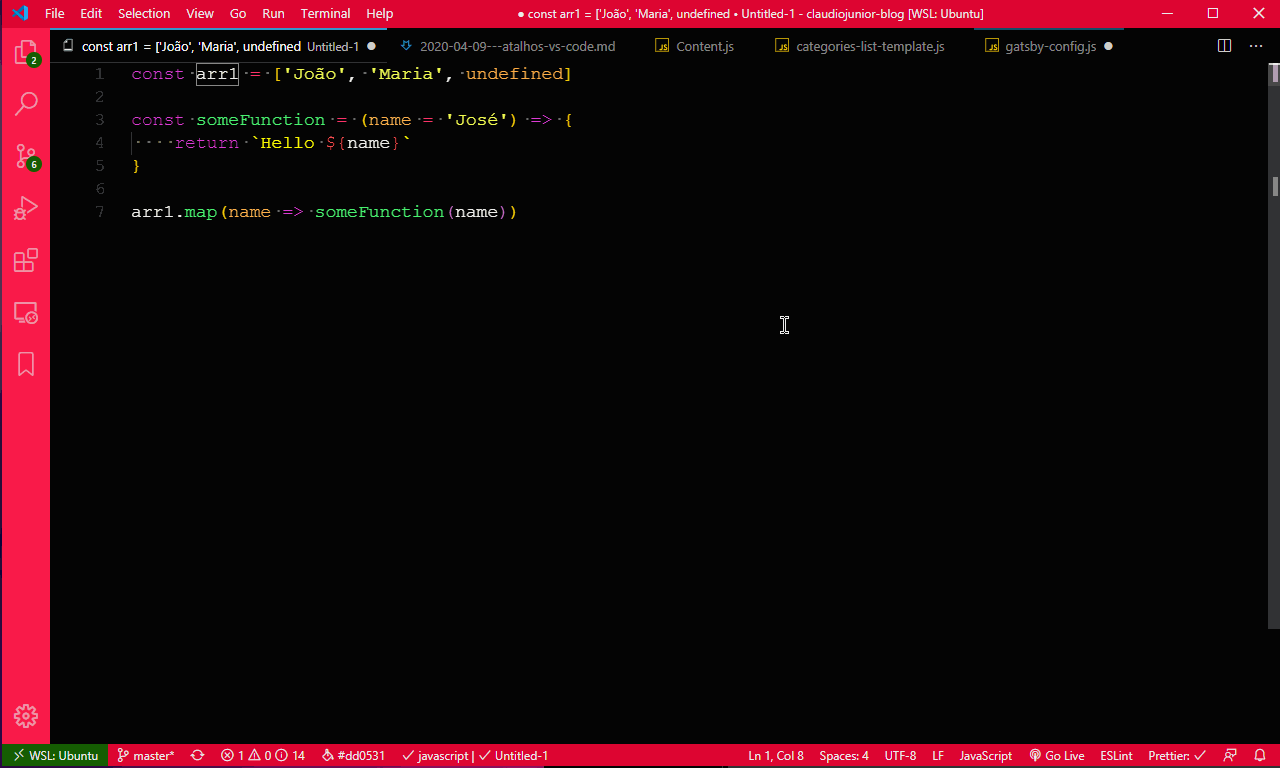 File Edit Selection View Go Run Terminal Help ● const arr1 = ['João', 'Maria', undefined • Untitled-1 - claudiojunior-blog [WSL: Ubuntu]
const arr1 = ['João', 'Maria', undefined Untitled-1 ● 2020-04-09---atalhos-vs-code.md JS Content.js JS categories-list-template.js JS gatsby-config.js ●
1 const arr1 = ['João', 'Maria', undefined]
2
3 const someFunction = (name = 'José') => {
4 ····return `Hello ${name}`
5 }
6
7 arr1.map(name => someFunction(name))
2
6
WSL: Ubuntu master* 1 0 14 #dd0531 javascript | Untitled-1 Ln 1, Col 8 Spaces: 4 UTF-8 LF JavaScript Go Live ESLint Prettier: